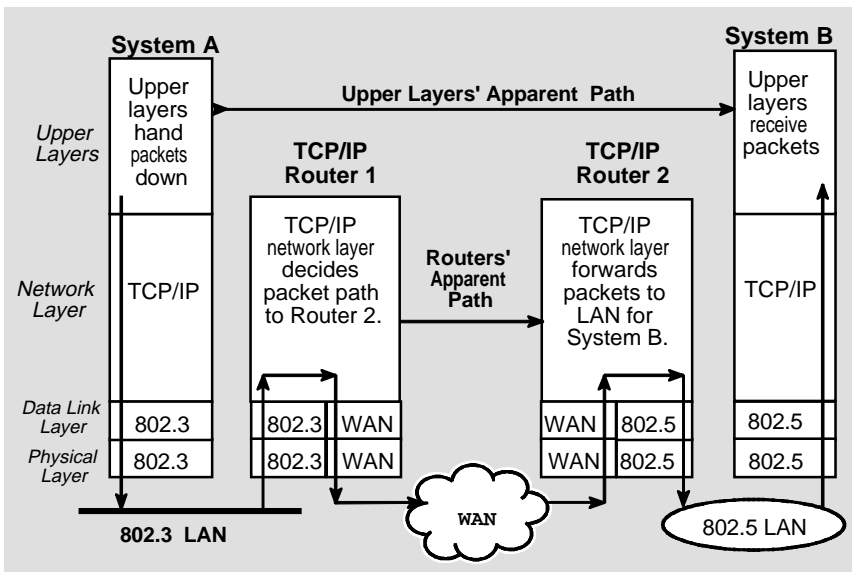 System A
System B
Upper
layers
hand
packets
down
Upper Layers' Apparent Path
Upper
layers
receive
packets
Upper
Layers
TCP/IP
Router 1
TCP/IP
Router 2
TCP/IP
network layer
decides
packet path
to Router 2.
Routers'
Apparent
Path
TCP/IP
network layer
forwards
packets to
LAN for
System B.
Network
Layer
TCP/IP
TCP/IP
Data Link
Layer
802.3
802.3
WAN
WAN
802.5
802.5
Physical
Layer
802.3
802.3
WAN
WAN
802.5
802.5
802.3 LAN
WAN
802.5 LAN